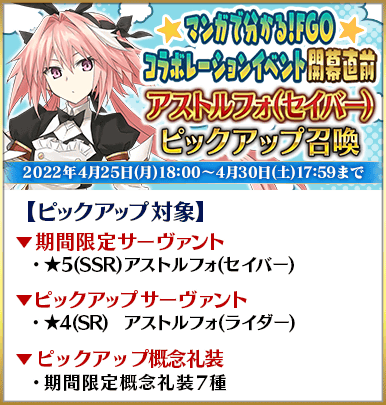 マンガで分かる!FGO
コラボレーションイベント開幕直前
アストルフォ(セイバー)
ピックアップ召喚
2022年4月25日(月)18:00～4月30日(土)17:59まで
【ピックアップ対象】
▼期間限定サーヴァント
・★5(SSR)アストルフォ(セイバー)
▼ピックアップサーヴァント
・★4(SR) アストルフォ(ライダー)
▼ピックアップ概念礼装
・期間限定概念礼装7種